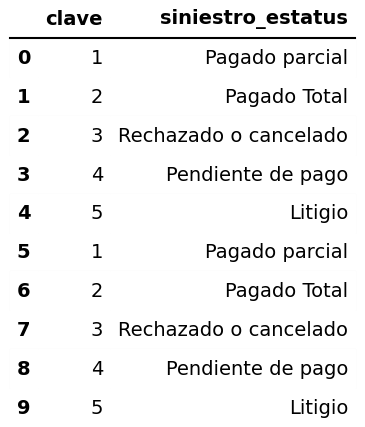 clave siniestro_estatus
0 1 Pagado parcial
1 2 Pagado Total
2 3 Rechazado o cancelado
3 4 Pendiente de pago
4 5 Litigio
5 1 Pagado parcial
6 2 Pagado Total
7 3 Rechazado o cancelado
8 4 Pendiente de pago
9 5 Litigio